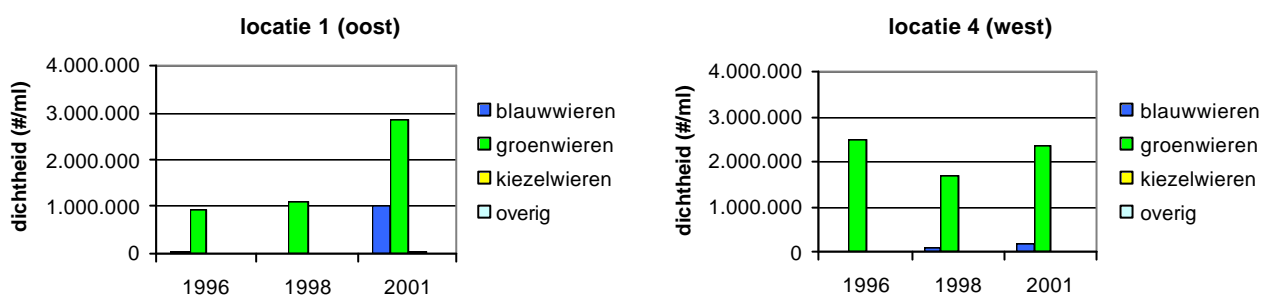 locatie 1 (oost)
dichtheid (#/ml)
4.000.000
3.000.000
2.000.000
1.000.000
0
1996 1998 2001
blauwwieren
groenwieren
kiezelwieren
overig
locatie 4 (west)
dichtheid (#/ml)
4.000.000
3.000.000
2.000.000
1.000.000
0
1996 1998 2001
blauwwieren
groenwieren
kiezelwieren
overig